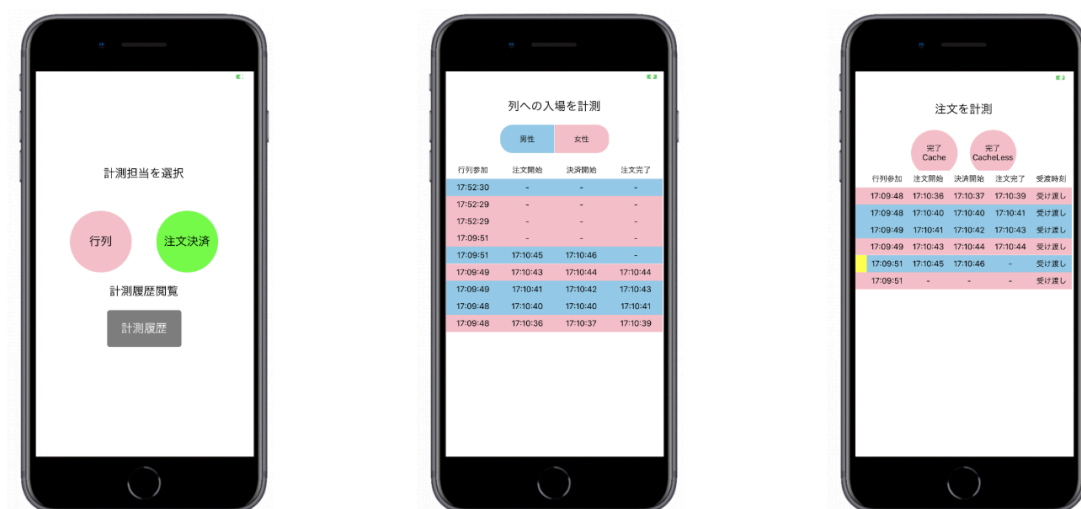 計測担当を選択
行列
注文決済
計測履歴閲覧
計測履歴
列への入場を計測
男性
女性
行列参加 注文開始 決済開始 注文完了
17:52:30 - - -
17:52:29 - - -
17:52:29 - - -
17:09:51 - - -
17:09:51 17:10:45 17:10:46 -
17:09:49 17:10:43 17:10:44 17:10:44
17:09:49 17:10:41 17:10:42 17:10:43
17:09:48 17:10:40 17:10:40 17:10:41
17:09:48 17:10:36 17:10:37 17:10:39
注文を計測
完了
Cache
完了
CacheLess
行列参加 注文開始 決済開始 注文完了 受渡時刻
17:09:48 17:10:36 17:10:37 17:10:39 受け渡し
17:09:48 17:10:40 17:10:40 17:10:41 受け渡し
17:09:49 17:10:41 17:10:42 17:10:43 受け渡し
17:09:49 17:10:43 17:10:44 17:10:44 受け渡し
17:09:51 17:10:45 17:10:46 - 受け渡し
17:09:51 - - - 受け渡し